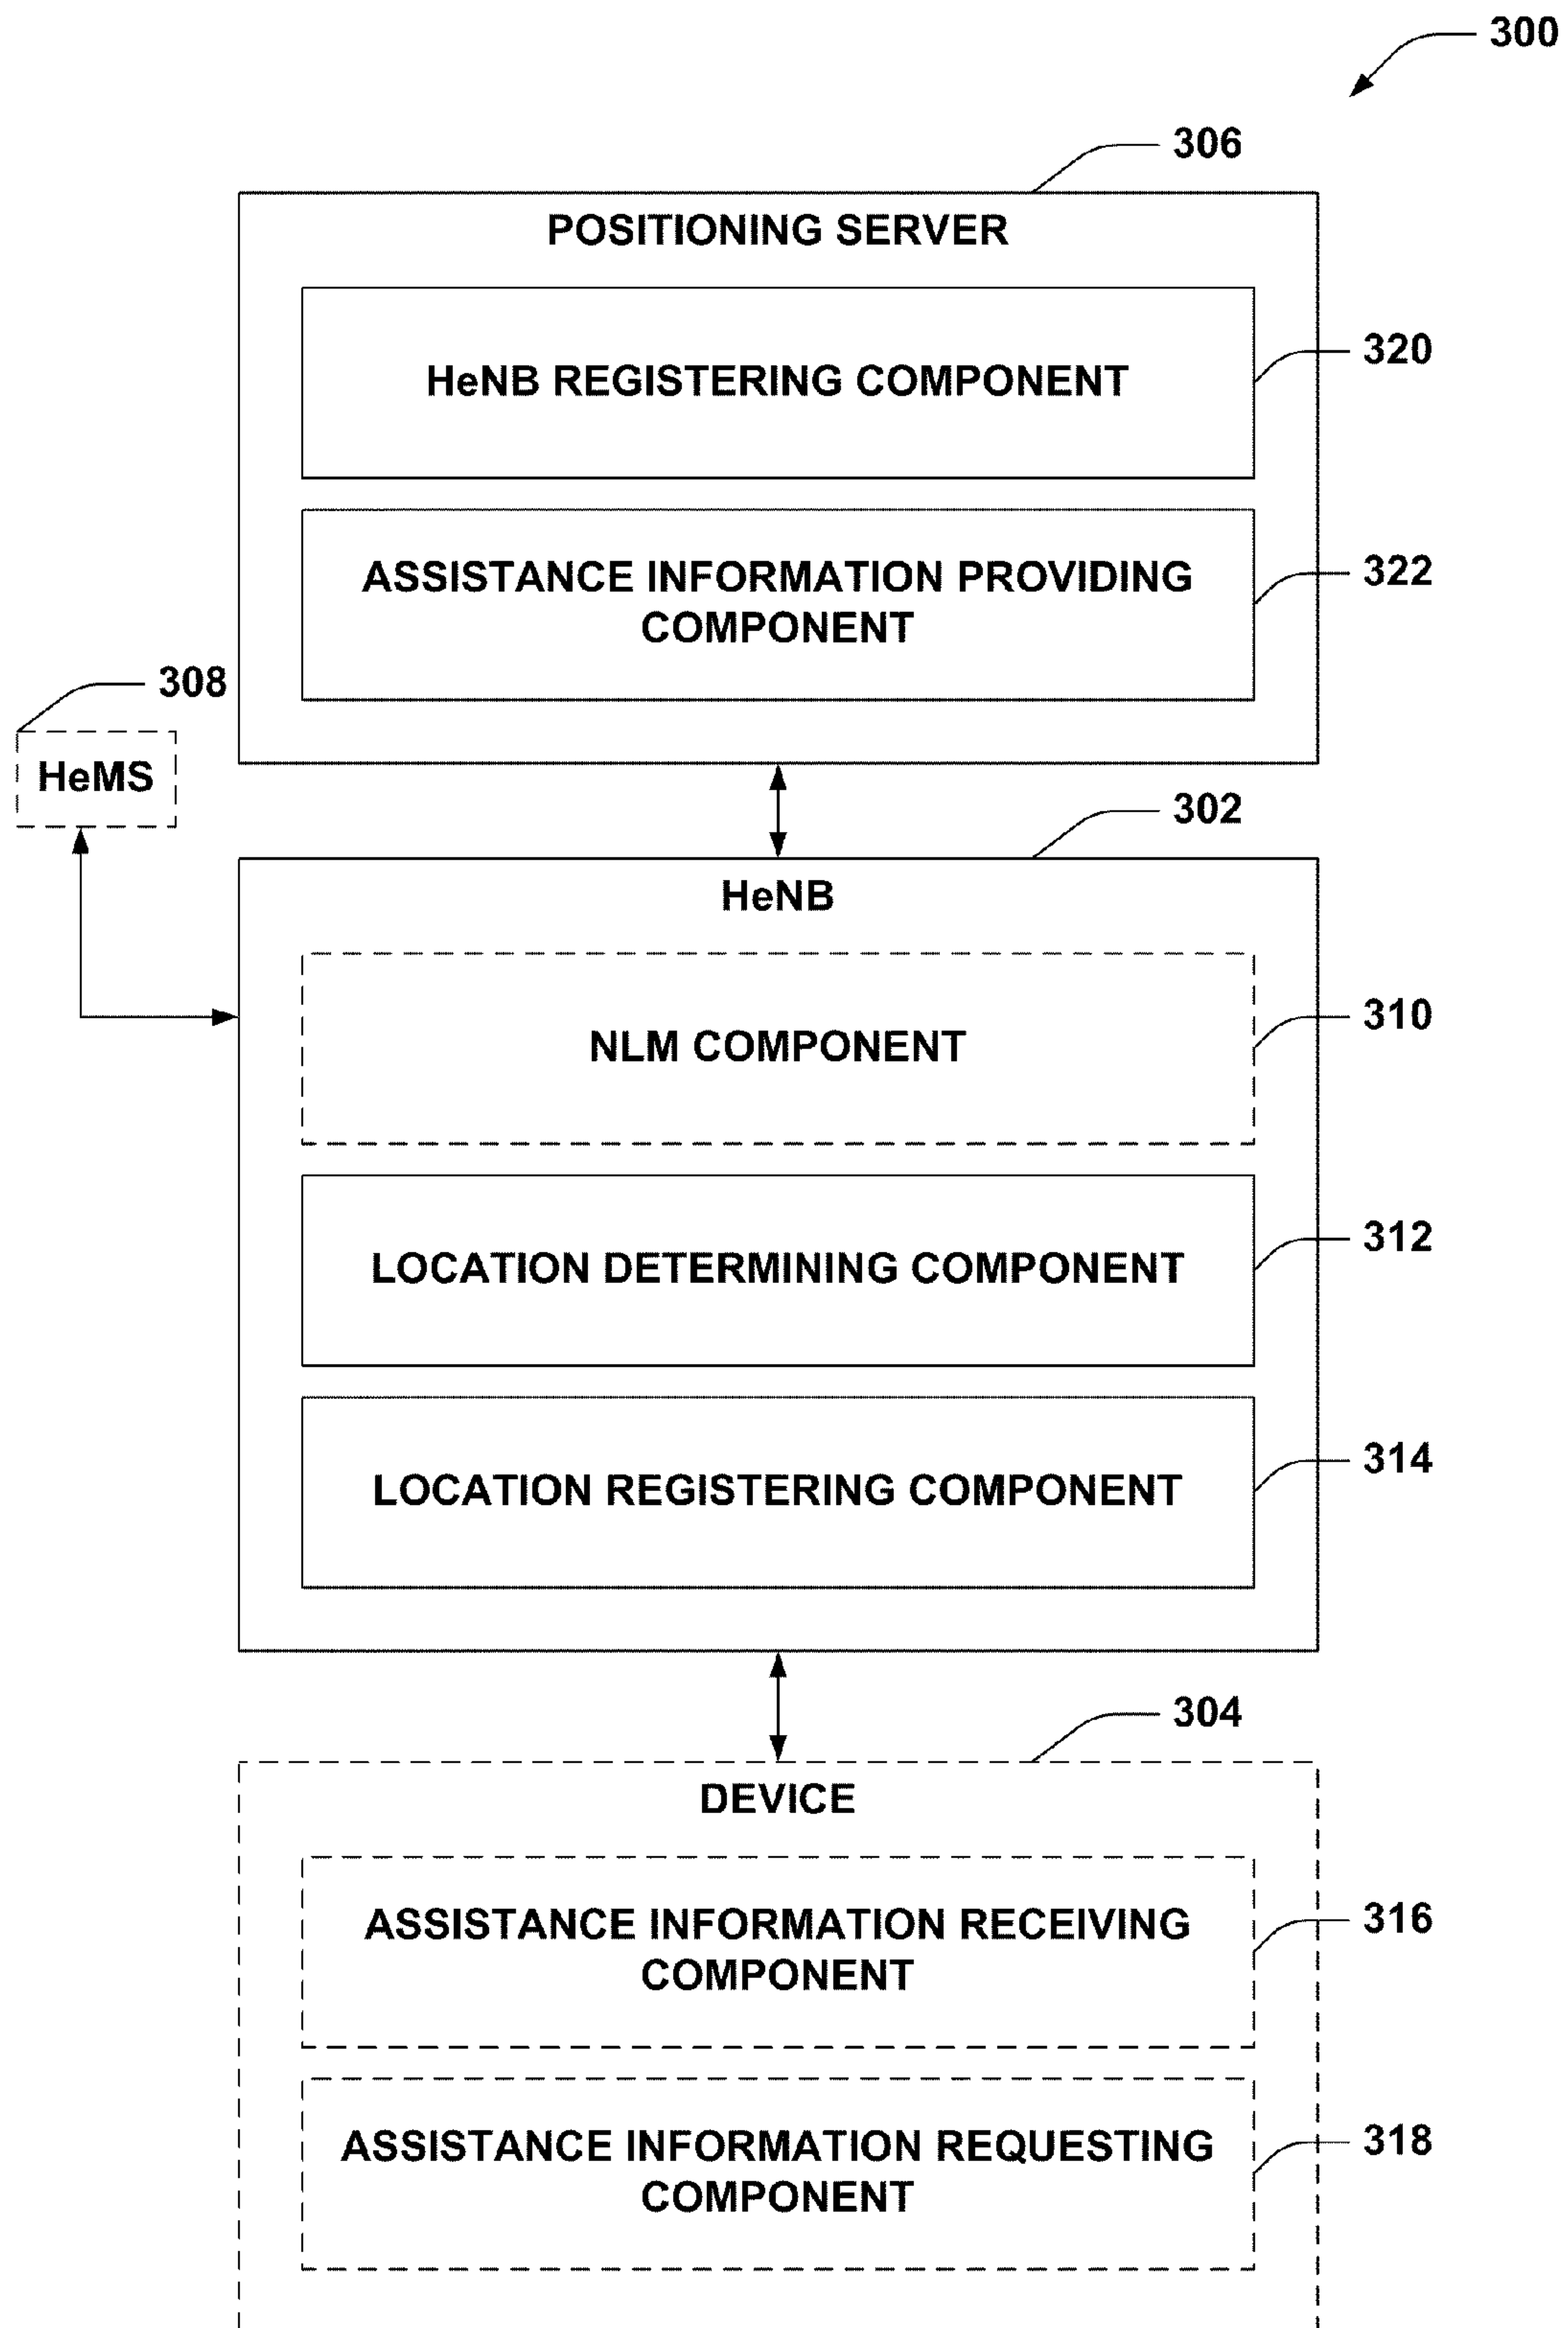 300
306
POSITIONING SERVER
HeNB REGISTERING COMPONENT
320
ASSISTANCE INFORMATION PROVIDING
COMPONENT
322
308
HeMS
302
HeNB
NLM COMPONENT
310
LOCATION DETERMINING COMPONENT
312
LOCATION REGISTERING COMPONENT
314
304
DEVICE
ASSISTANCE INFORMATION RECEIVING
COMPONENT
316
ASSISTANCE INFORMATION REQUESTING
COMPONENT
318